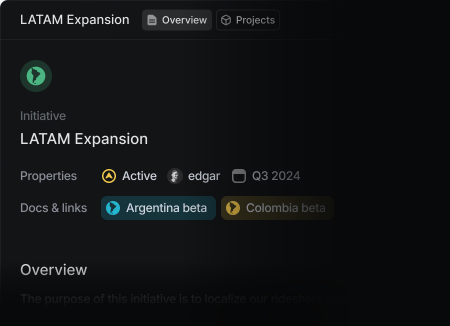 LATAM Expansion Overview Projects
Initiative
LATAM Expansion
Properties Active edgar Q3 2024
Docs & links Argentina beta Colombia beta
Overview
The purpose of this initiative is to localize our rideshare